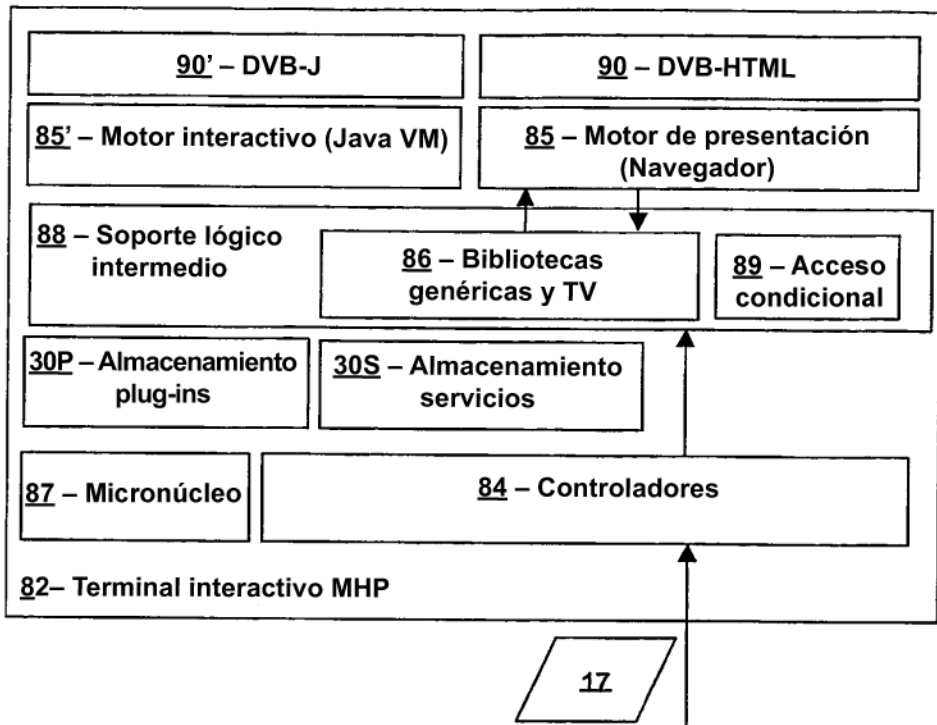 90' – DVB-J
90 – DVB-HTML
85' – Motor interactivo (Java VM)
85 – Motor de presentación
(Navegador)
88 – Soporte lógico
intermedio
86 – Bibliotecas
genéricas y TV
89 – Acceso
condicional
30P – Almacenamiento
plug-ins
30S – Almacenamiento
servicios
87 – Micronúcleo
84 – Controladores
82– Terminal interactivo MHP
17